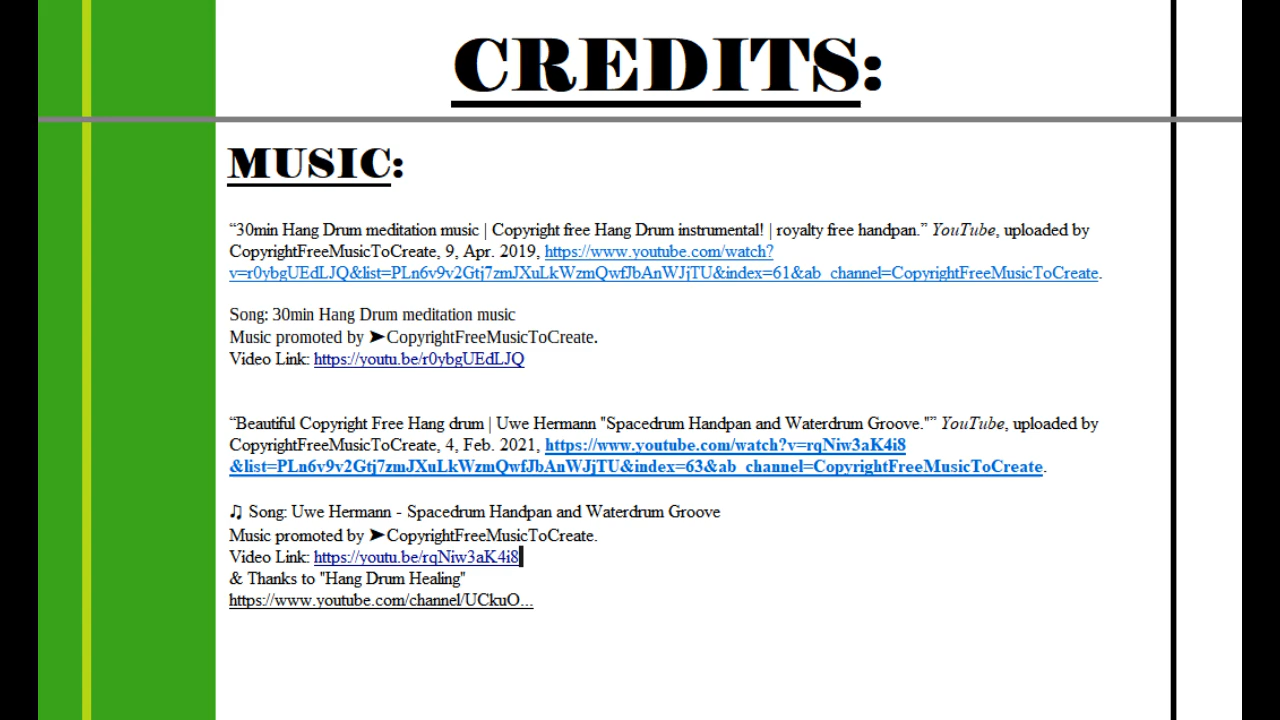 CREDITS:
MUSIC:
“30min Hang Drum meditation music | Copyright free Hang Drum instrumental! | royalty free handpan.” YouTube, uploaded by
CopyrightFreeMusicToCreate, 9, Apr. 2019, https://www.youtube.com/watch?
v=r0ybgUEdLJQ&list=PLn6v9v2Gtj7zmJXuLkWzmQwfJbAnWJjTU&index=61&ab_channel=CopyrightFreeMusicToCreate.
Song: 30min Hang Drum meditation music
Music promoted by ➤CopyrightFreeMusicToCreate.
Video Link: https://youtu.be/r0ybgUEdLJQ
“Beautiful Copyright Free Hang drum | Uwe Hermann "Spacedrum Handpan and Waterdrum Groove."” YouTube, uploaded by
CopyrightFreeMusicToCreate, 4, Feb. 2021, https://www.youtube.com/watch?v=rqNiw3aK4i8
&list=PLn6v9v2Gtj7zmJXuLkWzmQwfJbAnWJjTU&index=63&ab_channel=CopyrightFreeMusicToCreate.
♫ Song: Uwe Hermann - Spacedrum Handpan and Waterdrum Groove
Music promoted by ➤CopyrightFreeMusicToCreate.
Video Link: https://youtu.be/rqNiw3aK4i8
& Thanks to "Hang Drum Healing"
https://www.youtube.com/channel/UCkuO...